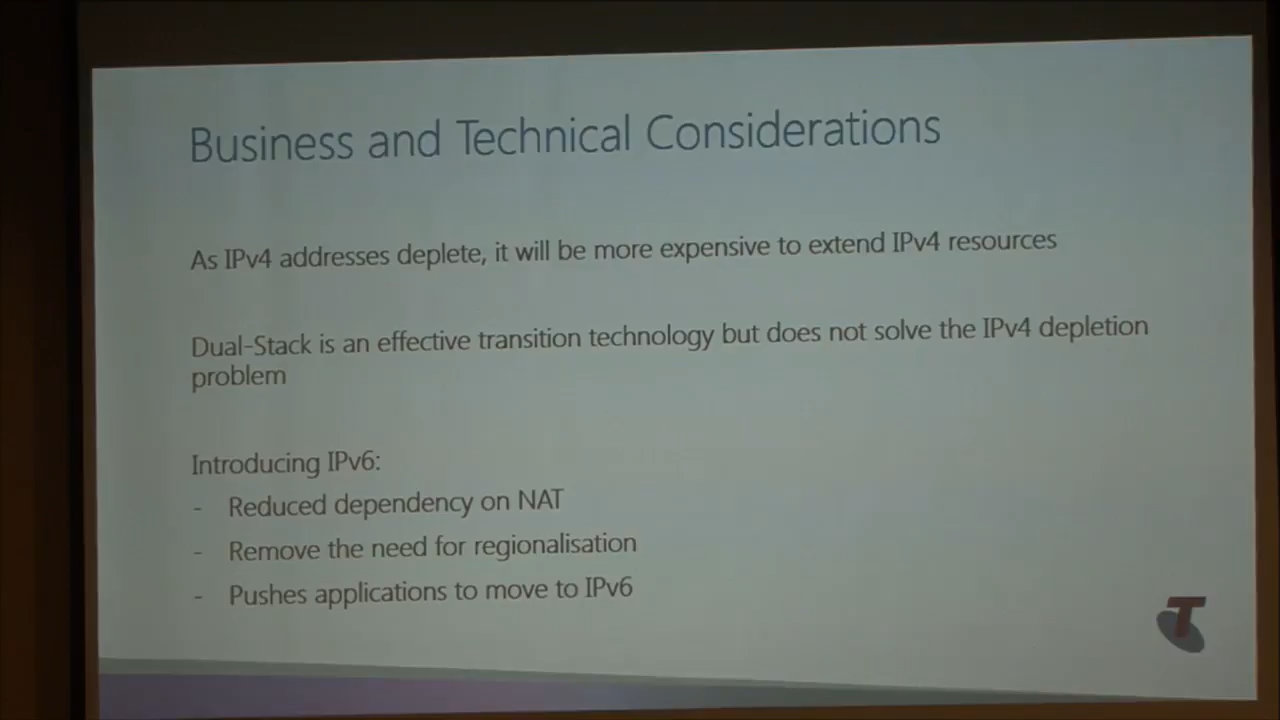 Business and Technical Considerations
As IPv4 addresses deplete, it will be more expensive to extend IPv4 resources
Dual-Stack is an effective transition technology but does not solve the IPv4 depletion
problem
Introducing IPv6:
- Reduced dependency on NAT
- Remove the need for regionalisation
- Pushes applications to move to IPv6
T